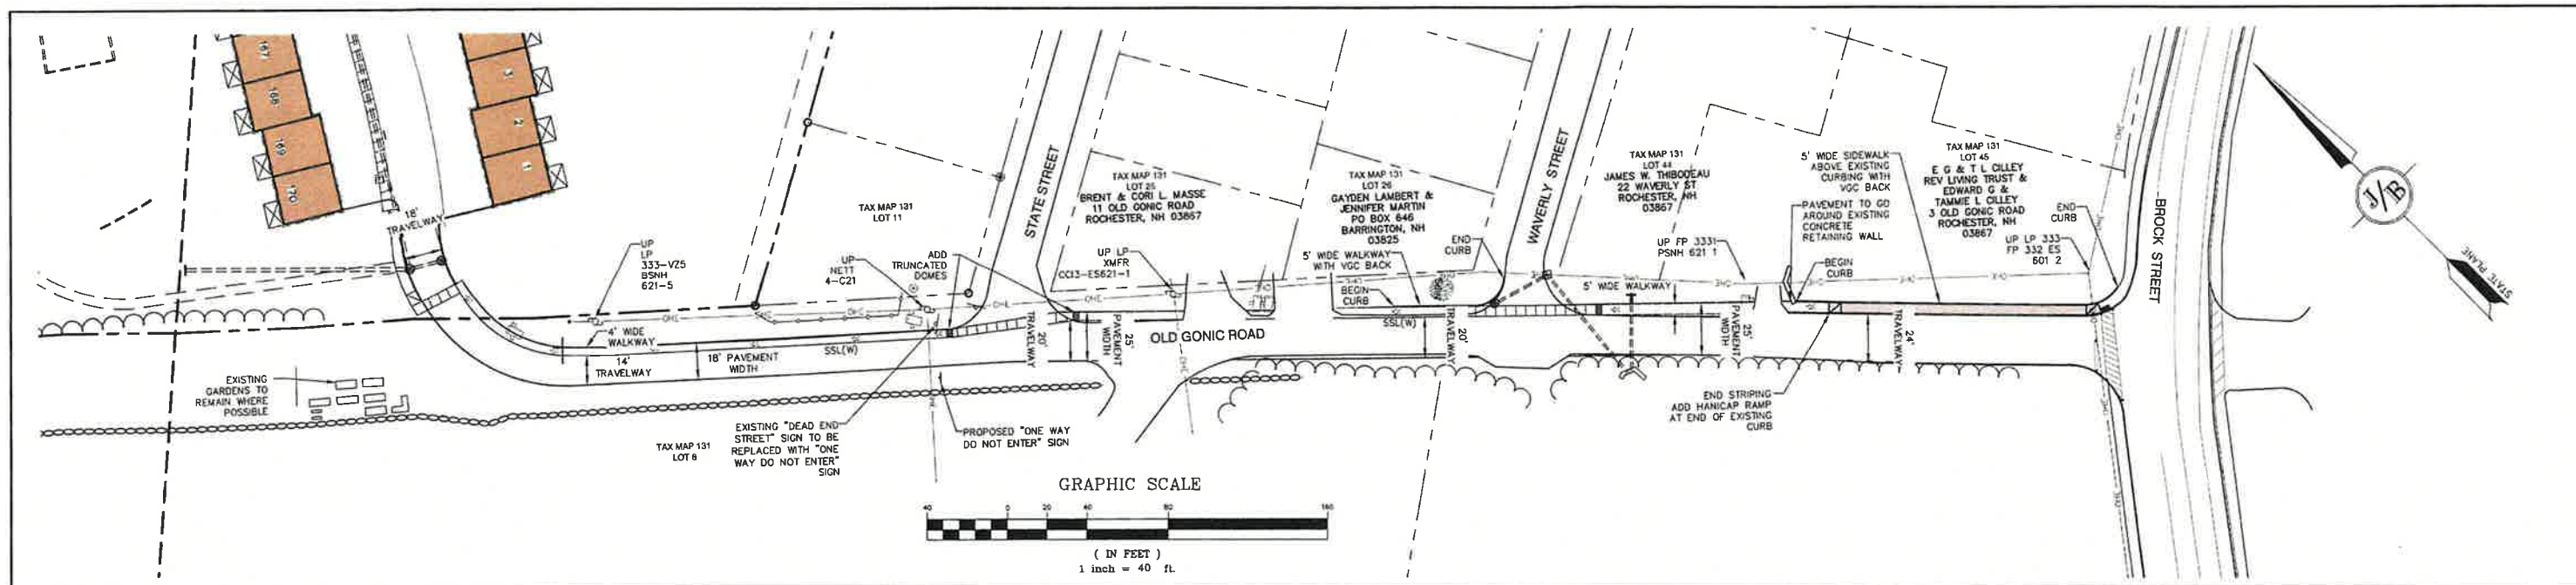 167
168
169
170
3
2
1
18'
TRAVELWAY
UP
LP
333-VZ5
BSNH
621-5
4' WIDE
WALKWAY
14'
TRAVELWAY
18' PAVEMENT
WIDTH
SSL(W)
EXISTING
GARDENS TO
REMAIN WHERE
POSSIBLE
TAX MAP 131
LOT 11
UP
NETT
4-C21
ADD
TRUNCATED
DOMES
STATE STREET
TAX MAP 131
LOT 25
BRENT & CORI L. MASSE
11 OLD GONIC ROAD
ROCHESTER, NH 03867
UP LP
XMFR
CC13-ES621-1
OHE
20'
TRAVELWAY
25'
PAVEMENT
WIDTH
OLD GONIC ROAD
TAX MAP 131
LOT 8
EXISTING "DEAD END
STREET" SIGN TO BE
REPLACED WITH "ONE
WAY DO NOT ENTER"
SIGN
PROPOSED "ONE WAY
DO NOT ENTER" SIGN
TAX MAP 131
LOT 26
GAYDEN LAMBERT &
JENNIFER MARTIN
PO BOX 646
BARRINGTON, NH
03825
5' WIDE WALKWAY
WITH VGC BACK
BEGIN
CURB
END
CURB
SSL(W)
20'
TRAVELWAY
WAVERLY STREET
TAX MAP 131
LOT 44
JAMES W. THIBODEAU
22 WAVERLY ST
ROCHESTER, NH
03867
UP FP 3331
PSNH 621 1
5' WIDE WALKWAY
25'
PAVEMENT
WIDTH
5' WIDE SIDEWALK
ABOVE EXISTING
CURBING WITH
VGC BACK
PAVEMENT TO GO
AROUND EXISTING
CONCRETE
RETAINING WALL
BEGIN
CURB
TAX MAP 131
LOT 45
E G & T L CILLEY
REV LIVING TRUST &
EDWARD G &
TAMMIE L CILLEY
3 OLD GONIC ROAD
ROCHESTER, NH
03867
END
CURB
UP LP 333
FP 332 ES
601 2
24'
TRAVELWAY
END STRIPING
ADD HANICAP RAMP
AT END OF EXISTING
CURB
BROCK STREET
J/B
STATE PLANE
GRAPHIC SCALE
40 0 20 40 80 160
( IN FEET )
1 inch = 40 ft.